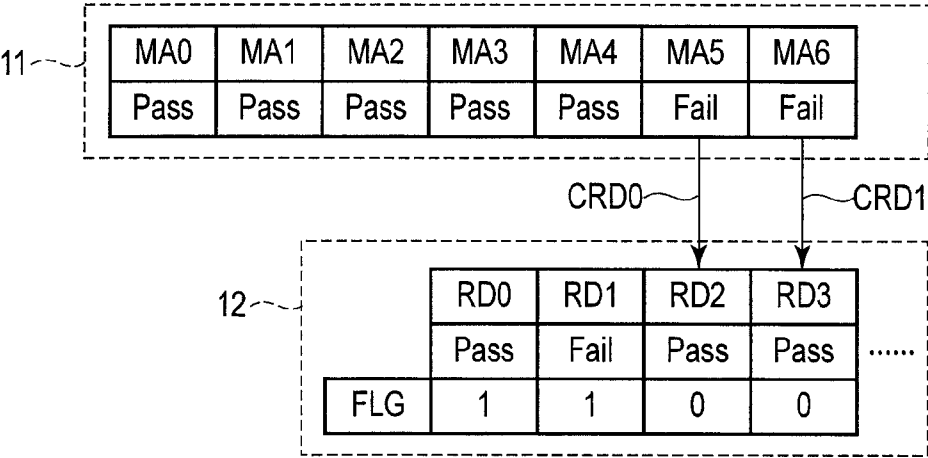 11
MA0 MA1 MA2 MA3 MA4 MA5 MA6
Pass Pass Pass Pass Pass Fail Fail
CRD0 CRD1
12
RD0 RD1 RD2 RD3
Pass Fail Pass Pass ······
FLG 1 1 0 0